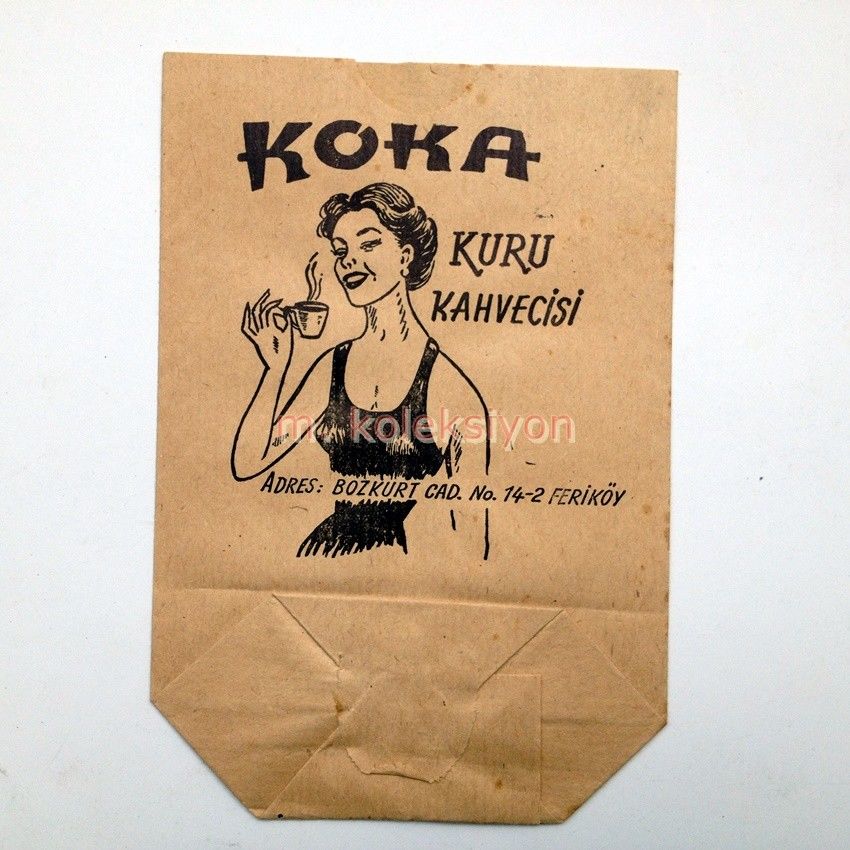 KOKA
KURU
KAHVECİSİ
m. koleksiyon
ADRES: BOZKURT CAD. No. 14-2 FERİKÖY